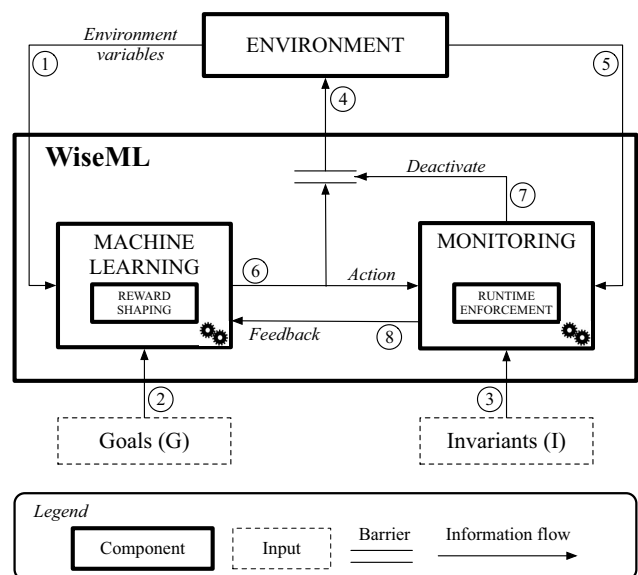 Environment
variables
ENVIRONMENT
1
5
4
WiseML
Deactivate
7
MACHINE
LEARNING
REWARD
SHAPING
6
Action
MONITORING
RUNTIME
ENFORCEMENT
Feedback
8
2
3
Goals (G)
Invariants (I)
Legend
Component
Input
Barrier
Information flow